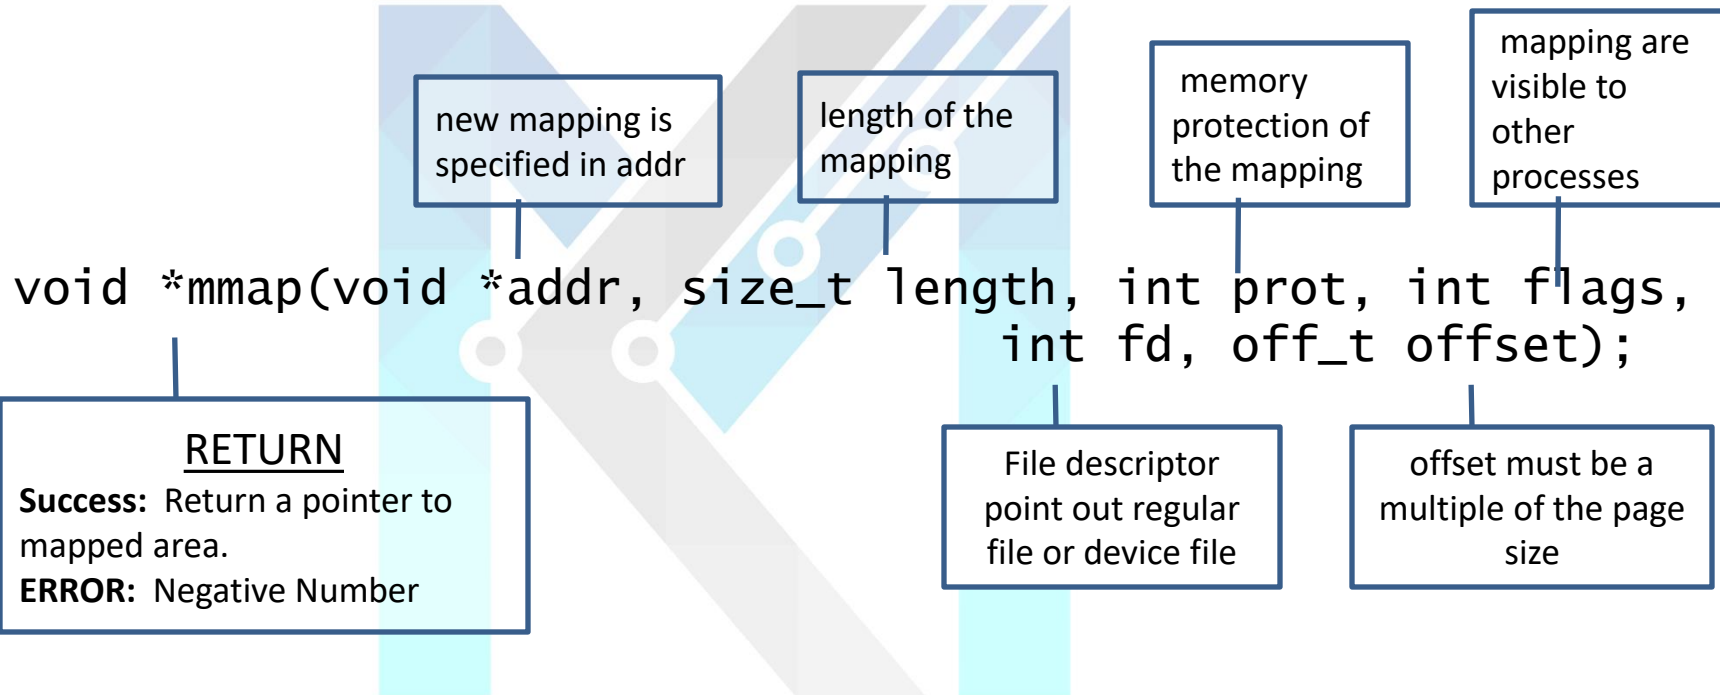 new mapping is
specified in addr
length of the
mapping
memory
protection of
the mapping
mapping are
visible to
other
processes
void *mmap(void *addr, size_t length, int prot, int flags,
int fd, off_t offset);
RETURN
Success: Return a pointer to
mapped area.
ERROR: Negative Number
File descriptor
point out regular
file or device file
offset must be a
multiple of the page
size